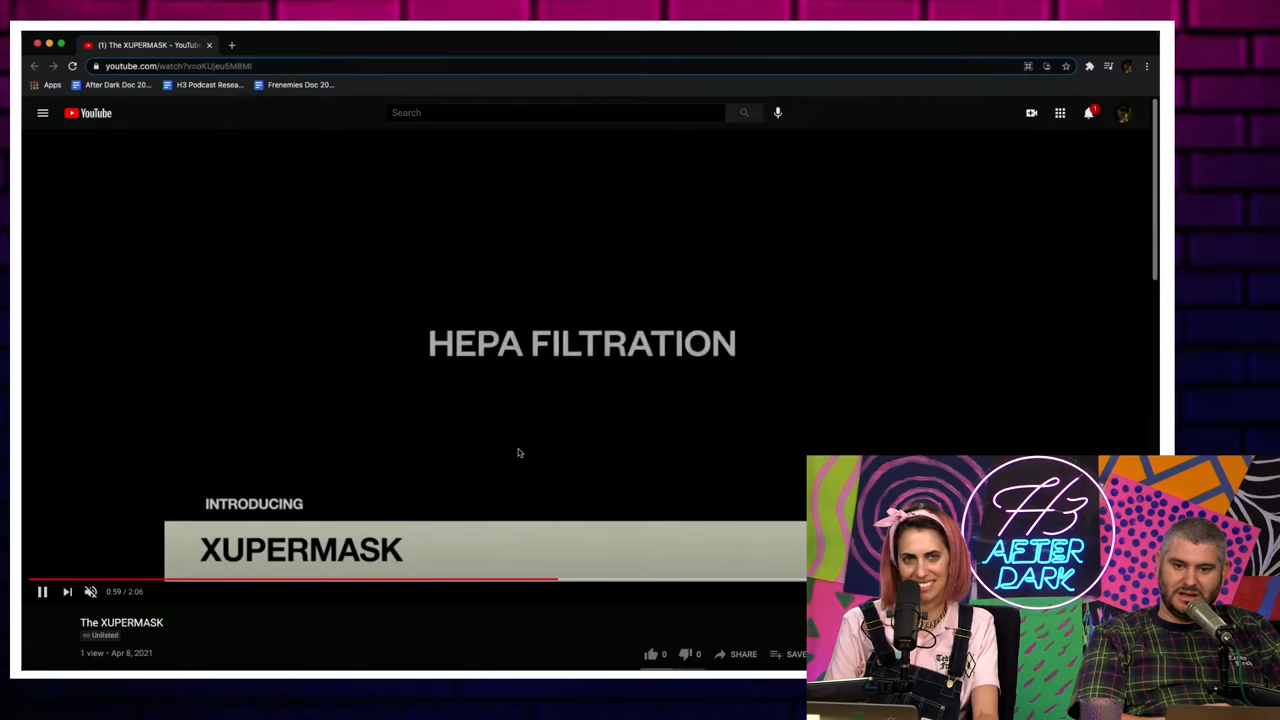 (1) The XUPERMASK - YouTub
youtube.com/watch?v=oKUjeu5M8MI
Apps
After Dark Doc 20...
H3 Podcast Resea...
Frenemies Doc 20...
YouTube
Search
1
HEPA FILTRATION
INTRODUCING
XUPERMASK
0:59 / 2:06
The XUPERMASK
Unlisted
1 view • Apr 8, 2021
0
0
SHARE
SAVE
H3
AFTER
DARK